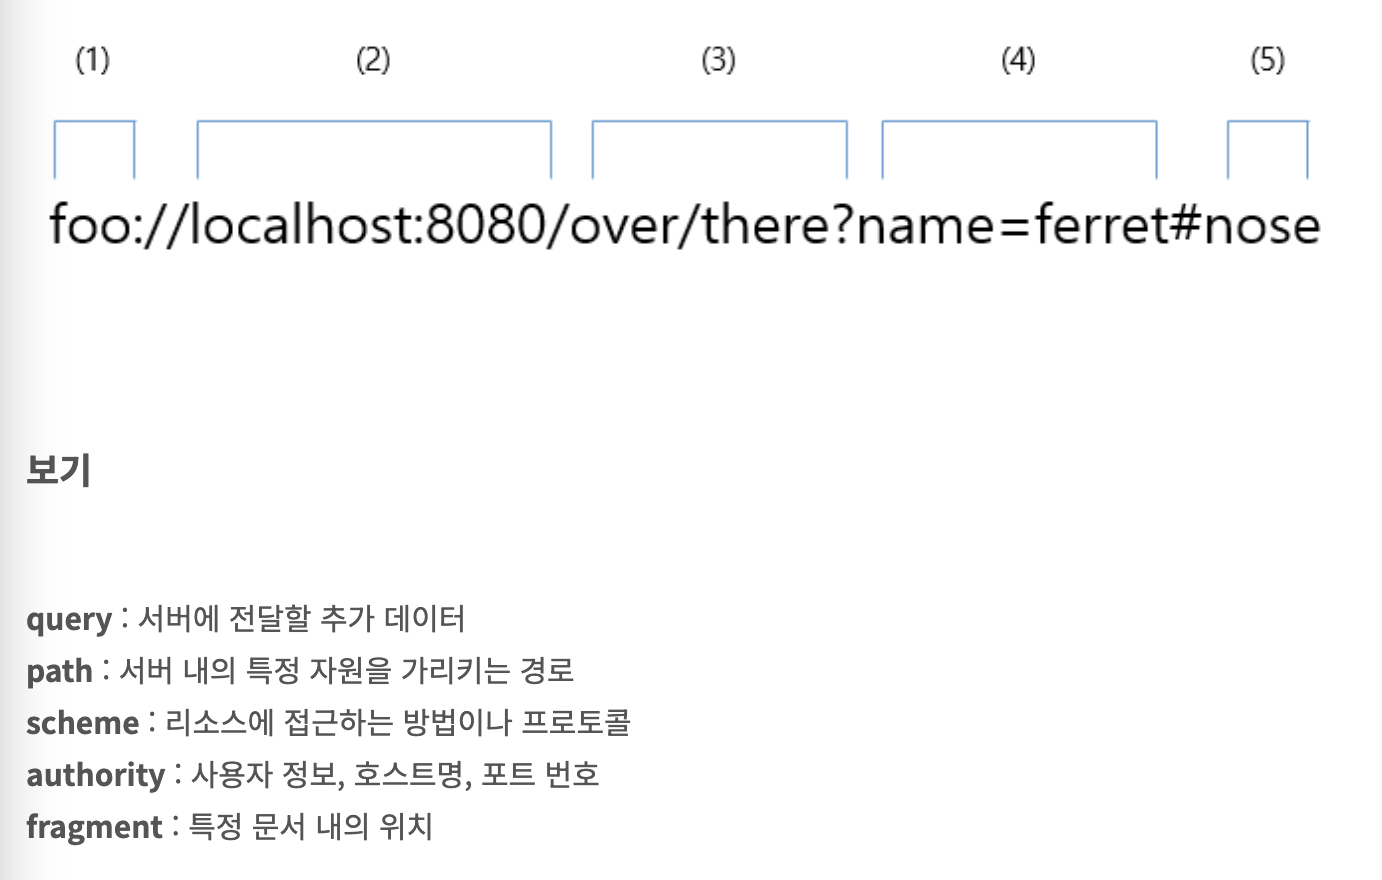 (1) (2) (3) (4) (5)
foo://localhost:8080/over/there?name=ferret#nose
보기
query : 서버에 전달할 추가 데이터
path : 서버 내의 특정 자원을 가리키는 경로
scheme : 리소스에 접근하는 방법이나 프로토콜
authority : 사용자 정보, 호스트명, 포트 번호
fragment : 특정 문서 내의 위치